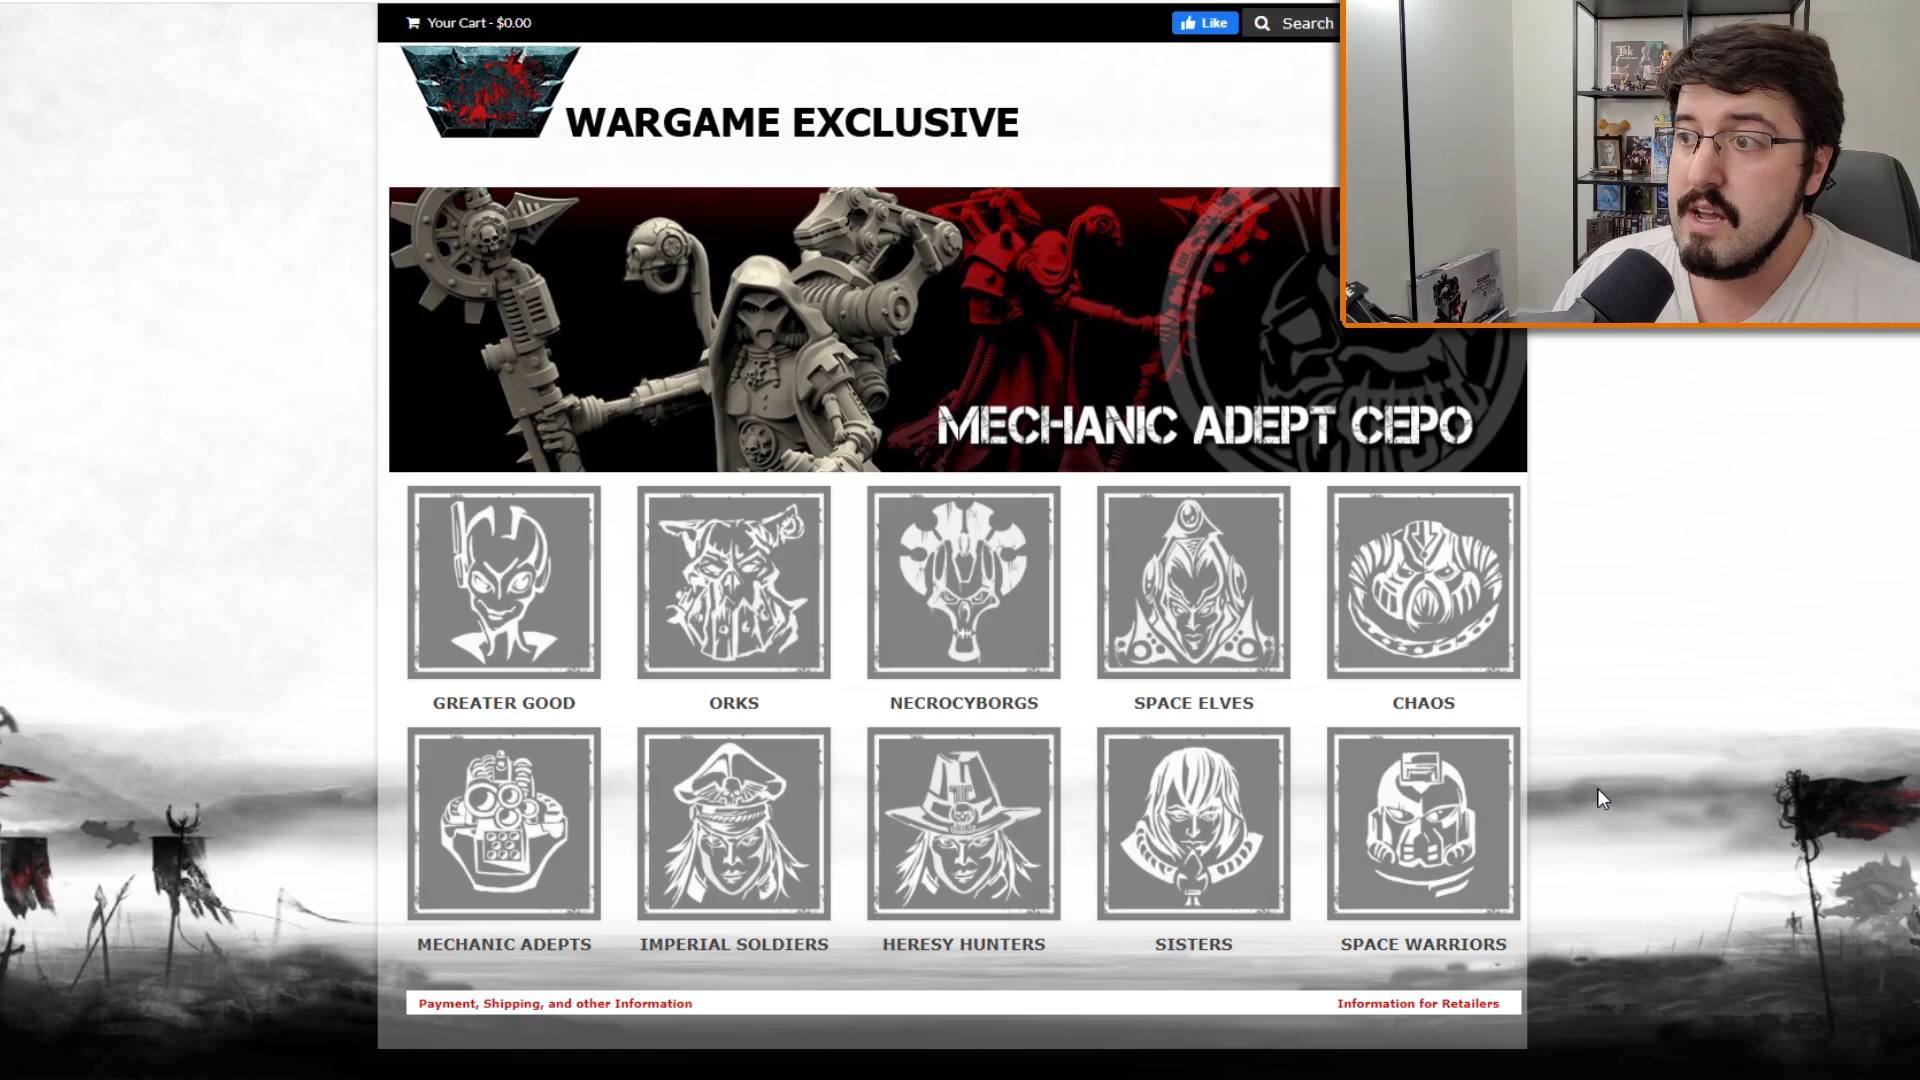 Your Cart - $0.00
Like
Search
WARGAME EXCLUSIVE
Tak
MECHANIC ADEPT CEPO
GREATER GOOD
ORKS
NECROCYBORGS
SPACE ELVES
CHAOS
MECHANIC ADEPTS
IMPERIAL SOLDIERS
HERESY HUNTERS
SISTERS
SPACE WARRIORS
Payment, Shipping, and other Information
Information for Retailers